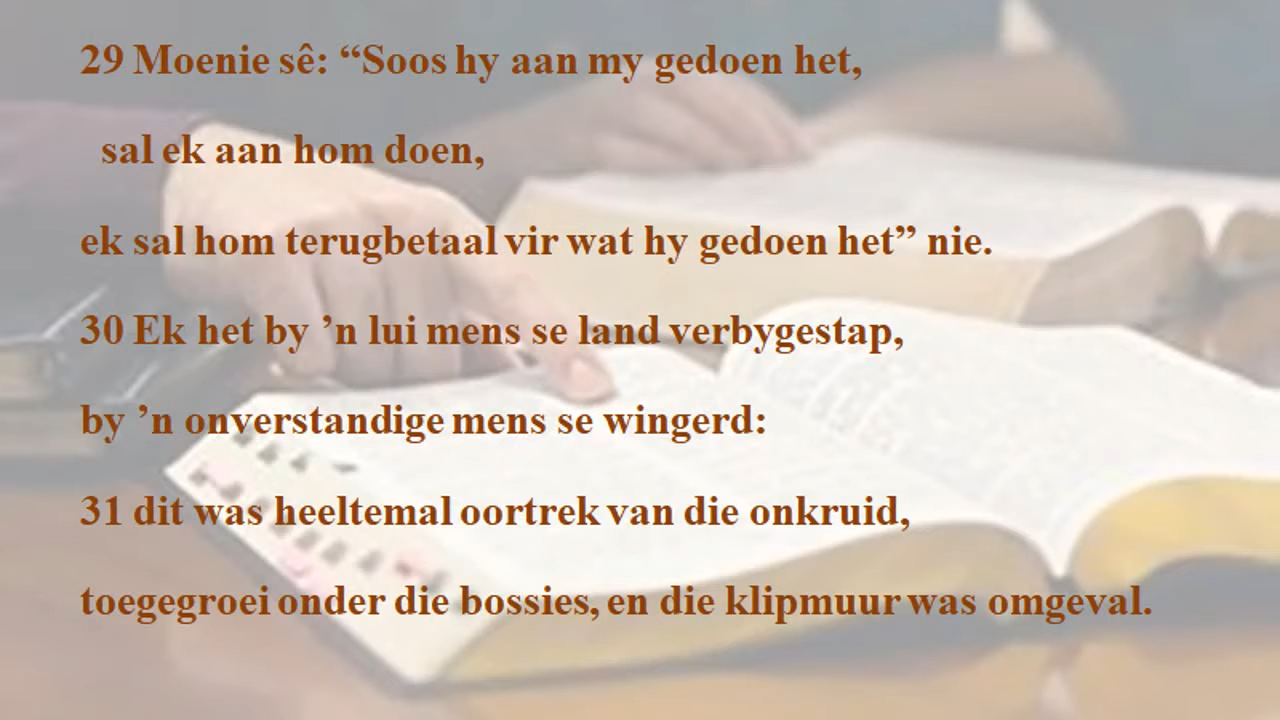 29 Moenie sê: “Soos hy aan my gedoen het,
sal ek aan hom doen,
ek sal hom terugbetaal vir wat hy gedoen het” nie.
30 Ek het by ’n lui mens se land verbygestap,
by ’n onverstandige mens se wingerd:
31 dit was heeltemal oortrek van die onkruid,
toegegroei onder die bossies, en die klipmuur was omgeval.